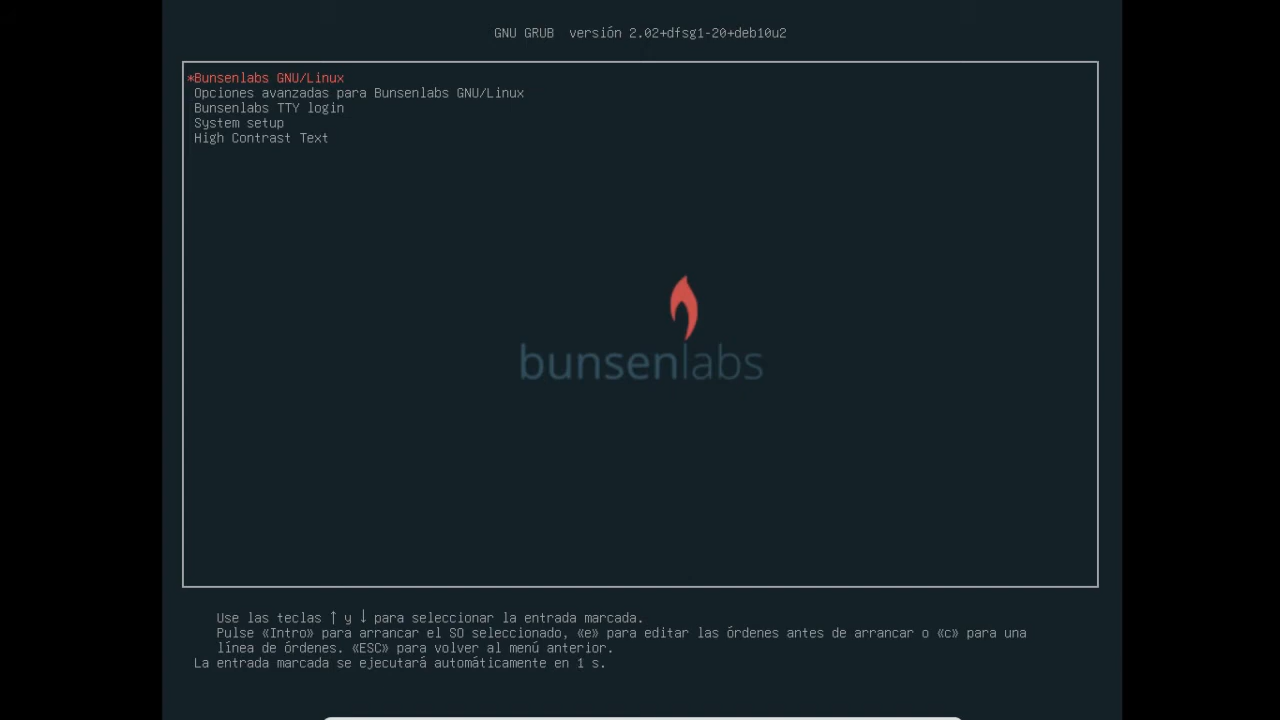 GNU GRUB versión 2.02+dfsg1-20+deb10u2
*Bunsenlabs GNU/Linux
Opciones avanzadas para Bunsenlabs GNU/Linux
Bunsenlabs TTY login
System setup
High Contrast Text
bunsenlabs
Use las teclas ↑ y ↓ para seleccionar la entrada marcada.
Pulse «Intro» para arrancar el SO seleccionado, «e» para editar las órdenes antes de arrancar o «c» para una
línea de órdenes. «ESC» para volver al menú anterior.
La entrada marcada se ejecutará automáticamente en 1 s.